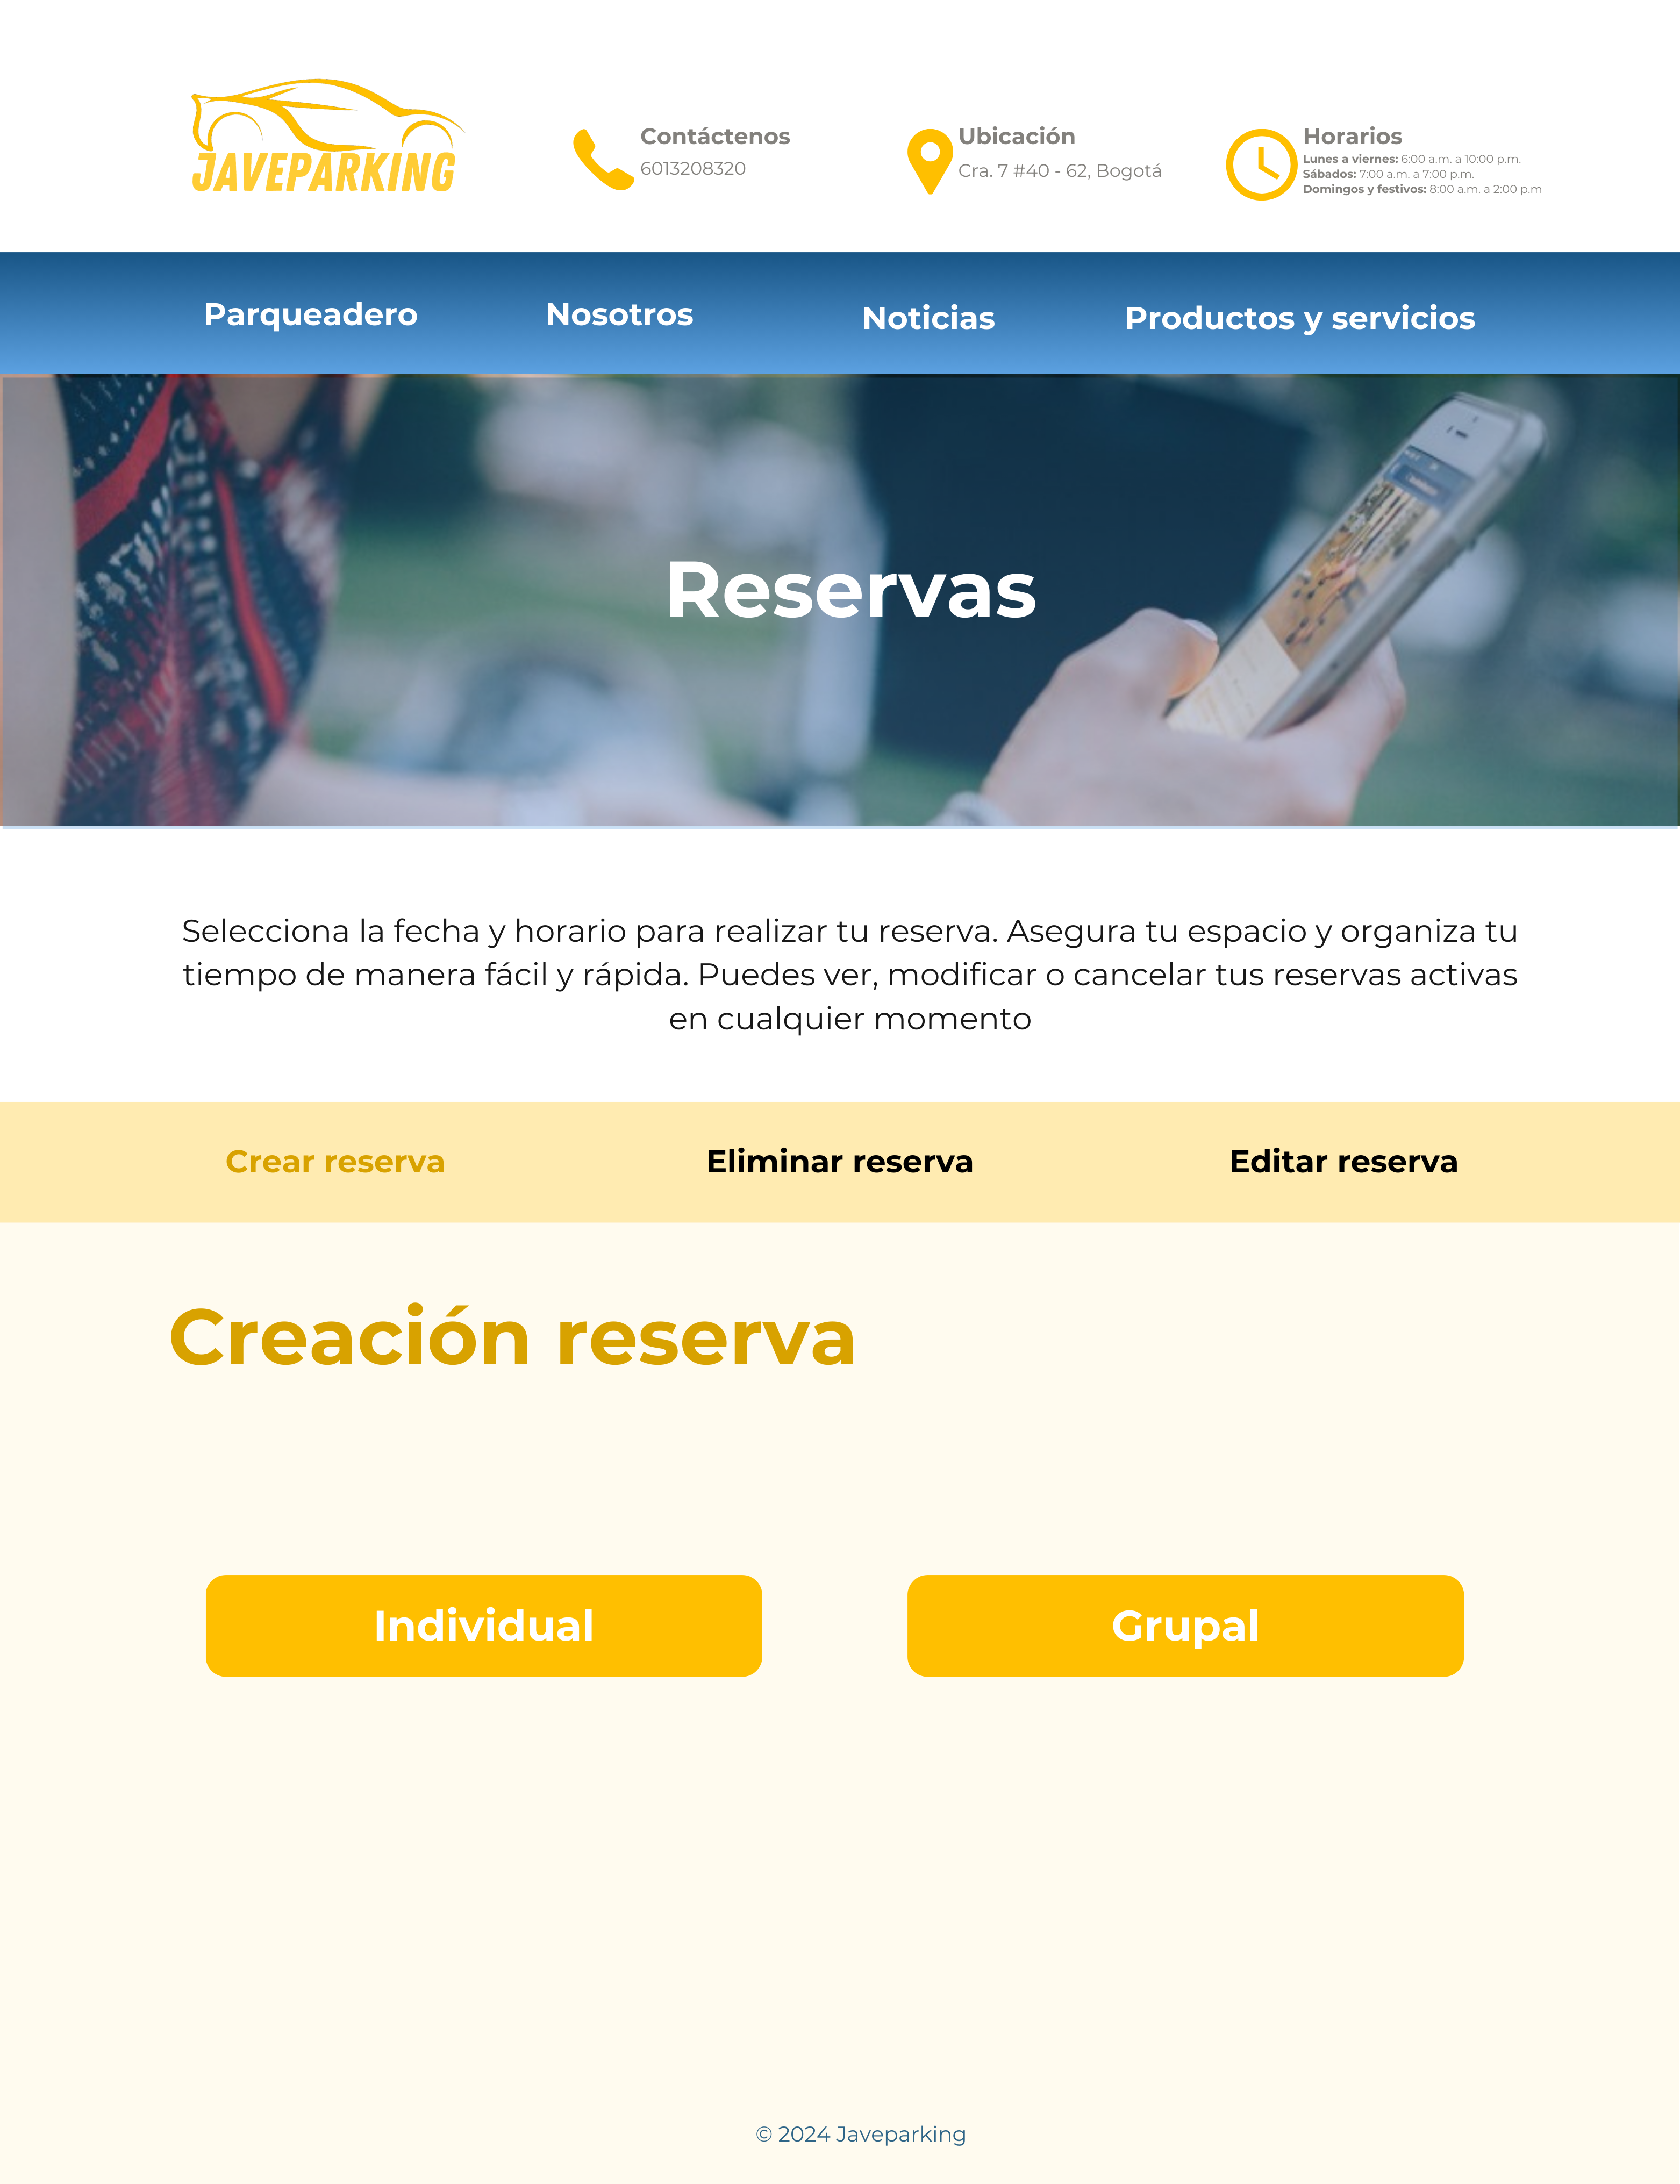 JAVEPARKING
Contáctenos
6013208320
Ubicación
Cra. 7 #40 - 62, Bogotá
Horarios
Lunes a viernes: 6:00 a.m. a 10:00 p.m.
Sábados: 7:00 a.m. a 7:00 p.m.
Domingos y festivos: 8:00 a.m. a 2:00 p.m
Parqueadero
Nosotros
Noticias
Productos y servicios
Reservas
Selecciona la fecha y horario para realizar tu reserva. Asegura tu espacio y organiza tu
tiempo de manera fácil y rápida. Puedes ver, modificar o cancelar tus reservas activas
en cualquier momento
Crear reserva
Eliminar reserva
Editar reserva
Creación reserva
Individual
Grupal
© 2024 Javeparking